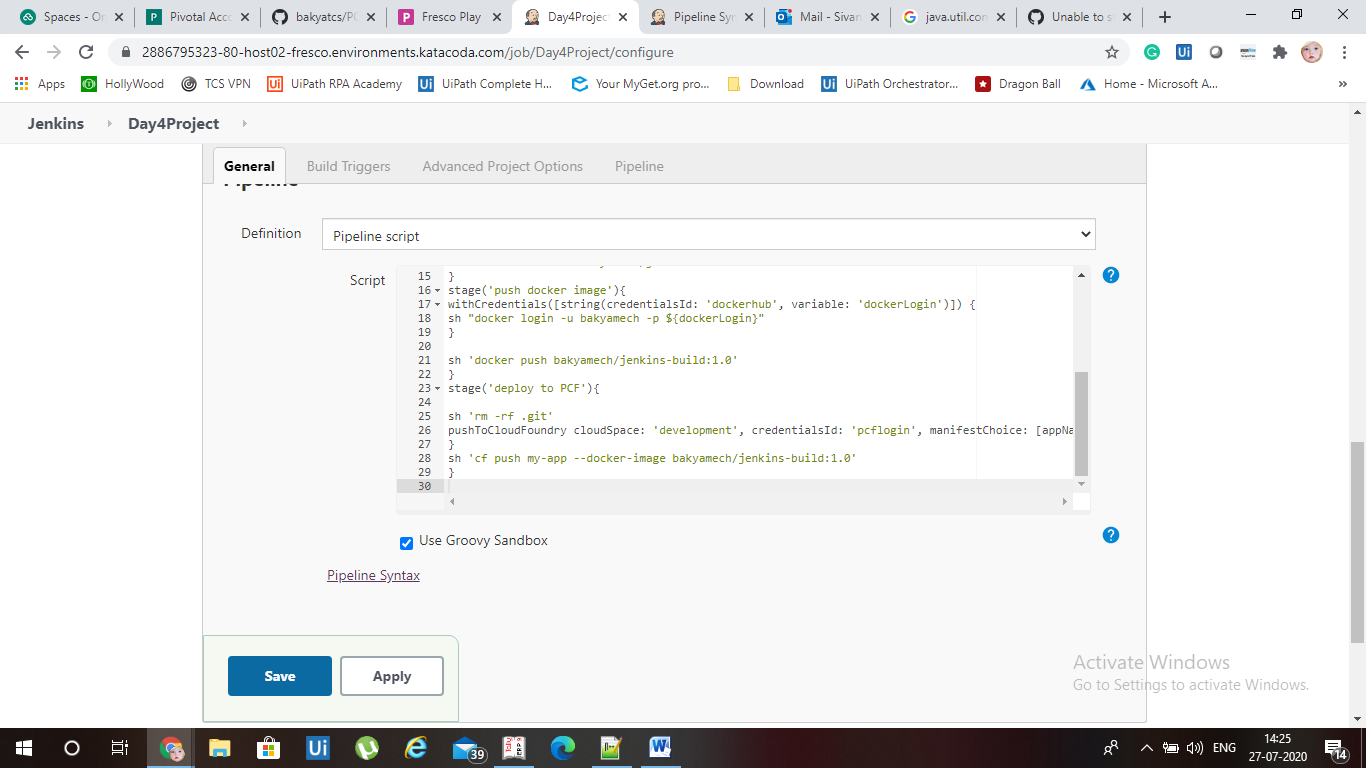 Spaces - Or
Pivotal Acc
bakyatcs/PC
Fresco Play
Day4Project
Pipeline Syn
Mail - Sivan
java.util.con
Unable to s
2886795323-80-host02-fresco.environments.katacoda.com/job/Day4Project/configure
Apps
HollyWood
TCS VPN
UiPath RPA Academy
UiPath Complete H...
Your MyGet.org pro...
Download
UiPath Orchestrator...
Dragon Ball
Home - Microsoft A...
Jenkins
Day4Project
General
Build Triggers
Advanced Project Options
Pipeline
Pipeline
Definition
Pipeline script
Script
15 }
16 stage('push docker image'){
17 withCredentials([string(credentialsId: 'dockerhub', variable: 'dockerLogin')]) {
18 sh "docker login -u bakyamech -p ${dockerLogin}"
19 }
20
21 sh 'docker push bakyamech/jenkins-build:1.0'
22 }
23 stage('deploy to PCF'){
24
25 sh 'rm -rf .git'
26 pushToCloudFoundry cloudSpace: 'development', credentialsId: 'pcflogin', manifestChoice: [appNa
27 }
28 sh 'cf push my-app --docker-image bakyamech/jenkins-build:1.0'
29 }
30
Use Groovy Sandbox
Pipeline Syntax
Save
Apply
Activate Windows
Go to Settings to activate Windows.
39
ENG
14:25
27-07-2020
14